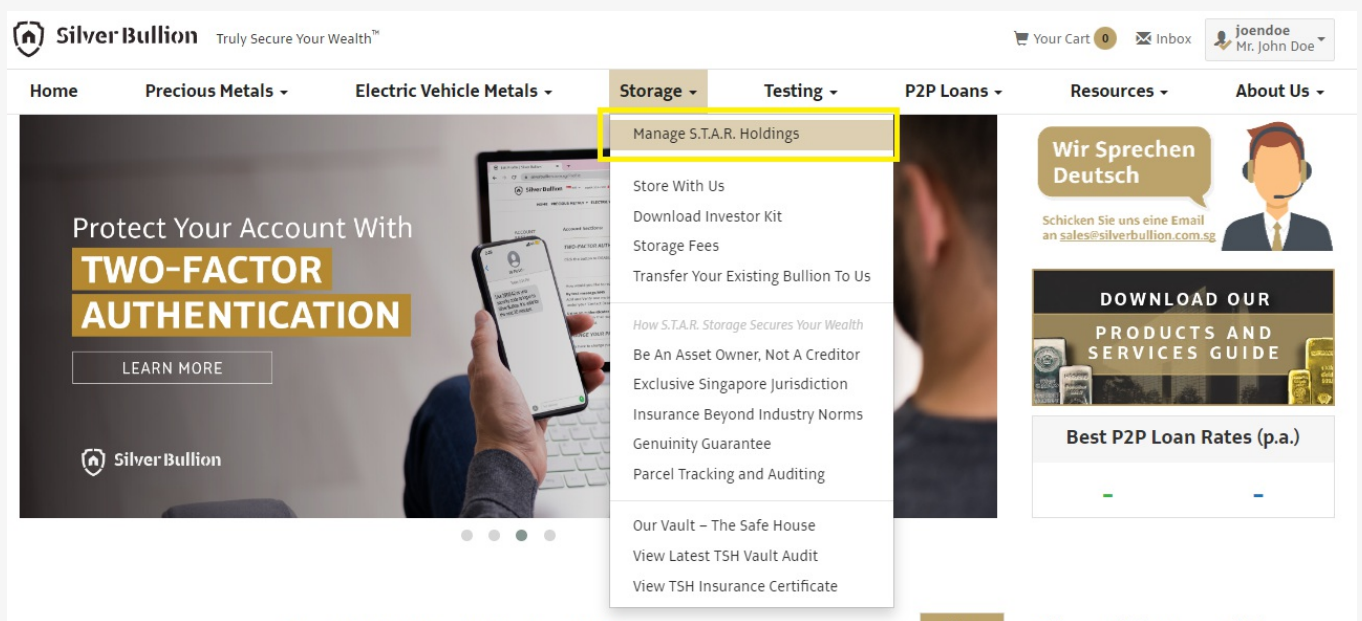 Silver Bullion Truly Secure Your Wealth™
Your Cart 0 Inbox joendoe
Mr. John Doe
Home Precious Metals Electric Vehicle Metals Storage Testing P2P Loans Resources About Us
Manage S.T.A.R. Holdings
Store With Us
Download Investor Kit
Storage Fees
Transfer Your Existing Bullion To Us
How S.T.A.R. Storage Secures Your Wealth
Be An Asset Owner, Not A Creditor
Exclusive Singapore Jurisdiction
Insurance Beyond Industry Norms
Genuinity Guarantee
Parcel Tracking and Auditing
Our Vault – The Safe House
View Latest TSH Vault Audit
View TSH Insurance Certificate
Protect Your Account With
TWO-FACTOR
AUTHENTICATION
LEARN MORE
Silver Bullion
Wir Sprechen
Deutsch
Schicken Sie uns eine Email
an sales@silverbullion.com.sg
DOWNLOAD OUR
PRODUCTS AND
SERVICES GUIDE
Best P2P Loan Rates (p.a.)
- -